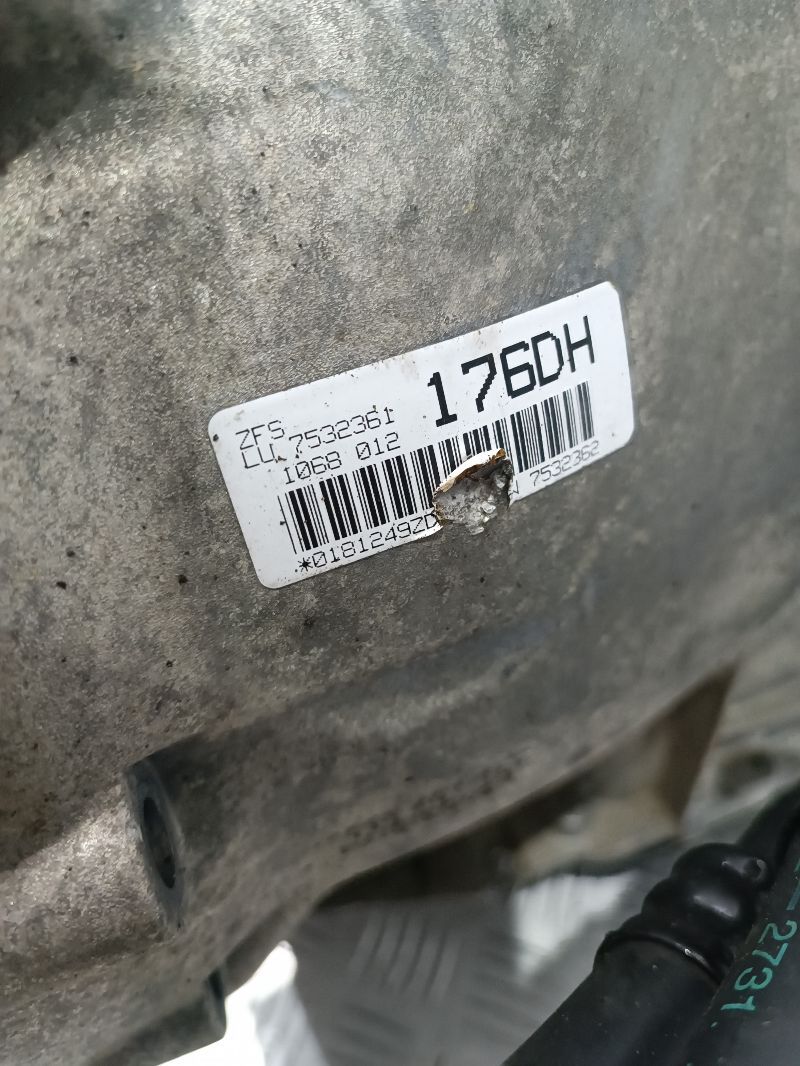 ZFS
LU 7532361
176DH
1068 012
*0181249ZD
7532362
2731